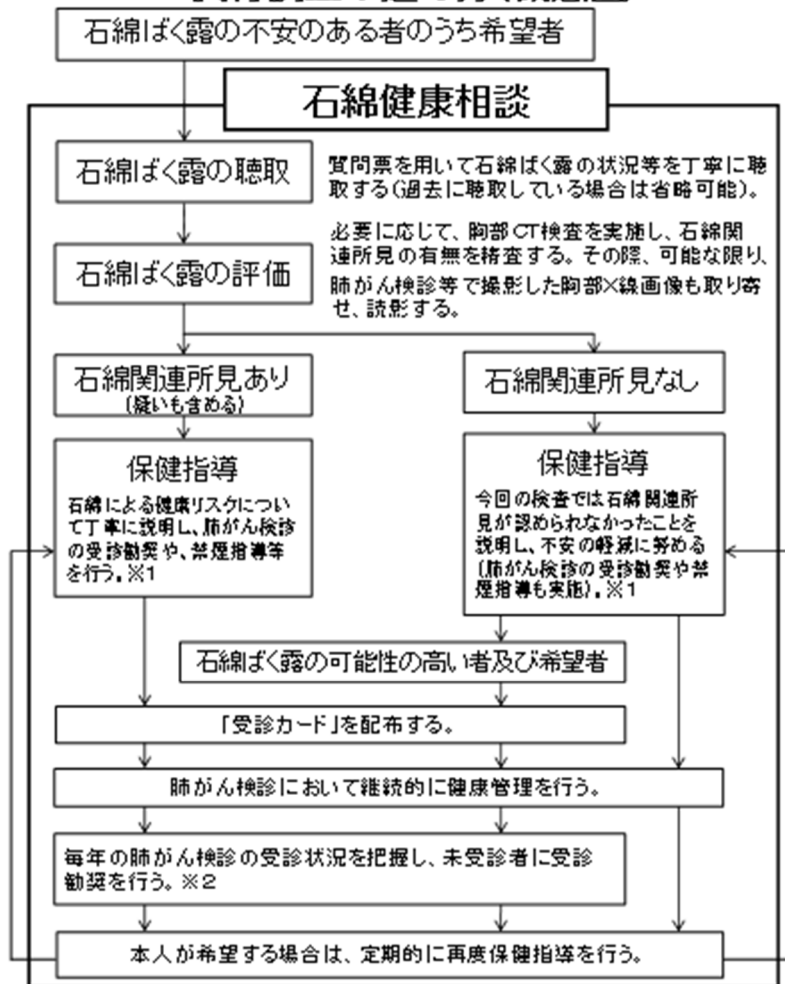 石綿ばく露の不安のある者のうち希望者
石綿健康相談
石綿ばく露の聴取
質問票を用いて石綿ばく露の状況等を丁寧に聴
取する(過去に聴取している場合は省略可能)。
石綿ばく露の評価
必要に応じて、胸部CT検査を実施し、石綿関
連所見の有無を精査する。その際、可能な限り、
肺がん検診等で撮影した胸部X線画像も取り寄
せ、読影する。
石綿関連所見あり
(疑いも含める)
石綿関連所見なし
保健指導
石綿による健康リスクについ
て丁寧に説明し、肺がん検診
の受診勧奨や、禁煙指導等
を行う。※1
保健指導
今回の検査では石綿関連所
見が認められなかったことを
説明し、不安の軽減に努める
(肺がん検診の受診勧奨や禁
煙指導も実施)。※1
石綿ばく露の可能性の高い者及び希望者
「受診カード」を配布する。
肺がん検診において継続的に健康管理を行う。
毎年の肺がん検診の受診状況を把握し、未受診者に受診
勧奨を行う。※2
本人が希望する場合は、定期的に再度保健指導を行う。